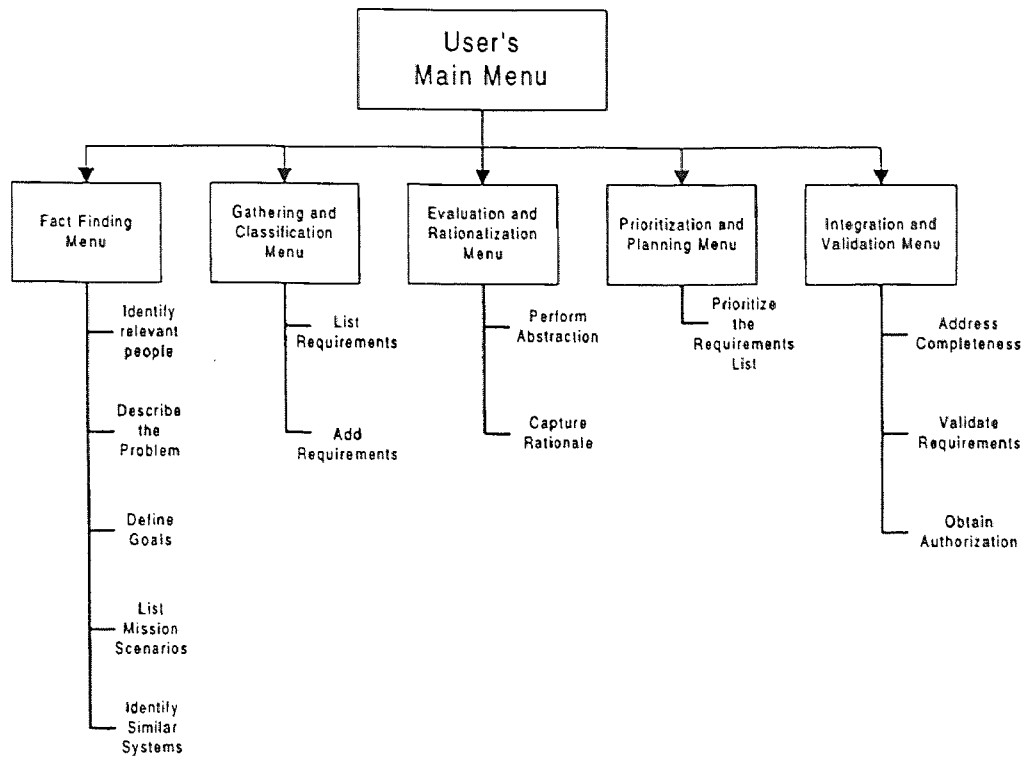 User's
Main Menu
Fact Finding
Menu
Gathering and
Classification
Menu
Evaluation and
Rationalization
Menu
Prioritization and
Planning Menu
Integration and
Validation Menu
Identify
relevant
people
Describe
the
Problem
Define
Goals
List
Mission
Scenarios
Identify
Similar
Systems
List
Requirements
Add
Requirements
Perform
Abstraction
Capture
Rationale
Prioritize
the
Requirements
List
Address
Completeness
Validate
Requirements
Obtain
Authorization